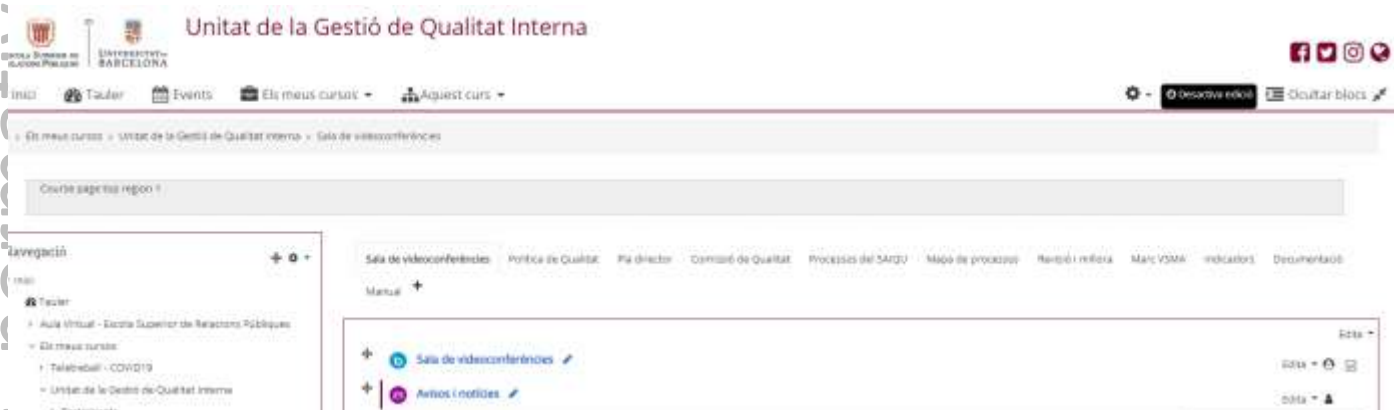 Unitat de la Gestió de Qualitat Interna
UNIVERSITAT DE
BARCELONA
Inici Tauler Events Els meus cursos Aquest curs Desactiva edició Ocultar blocs
Els meus cursos > Unitat de la Gestió de Qualitat Interna > Sala de videoconferències
Course page top region 1
Navegació
Sala de videoconferències Política de Qualitat Pla director Comissió de Qualitat Processos del SAIQU Mapa de processos Revisió i millora Marc VSMA Indicadors Documentació
Manual
Inici
Tauler
Aula Virtual - Escola Superior de Relacions Públiques
Els meus cursos
Teletreball - COVID19
Unitat de la Gestió de Qualitat Interna
Edita
Sala de videoconferències
Edita
Avisos i notícies
Edita